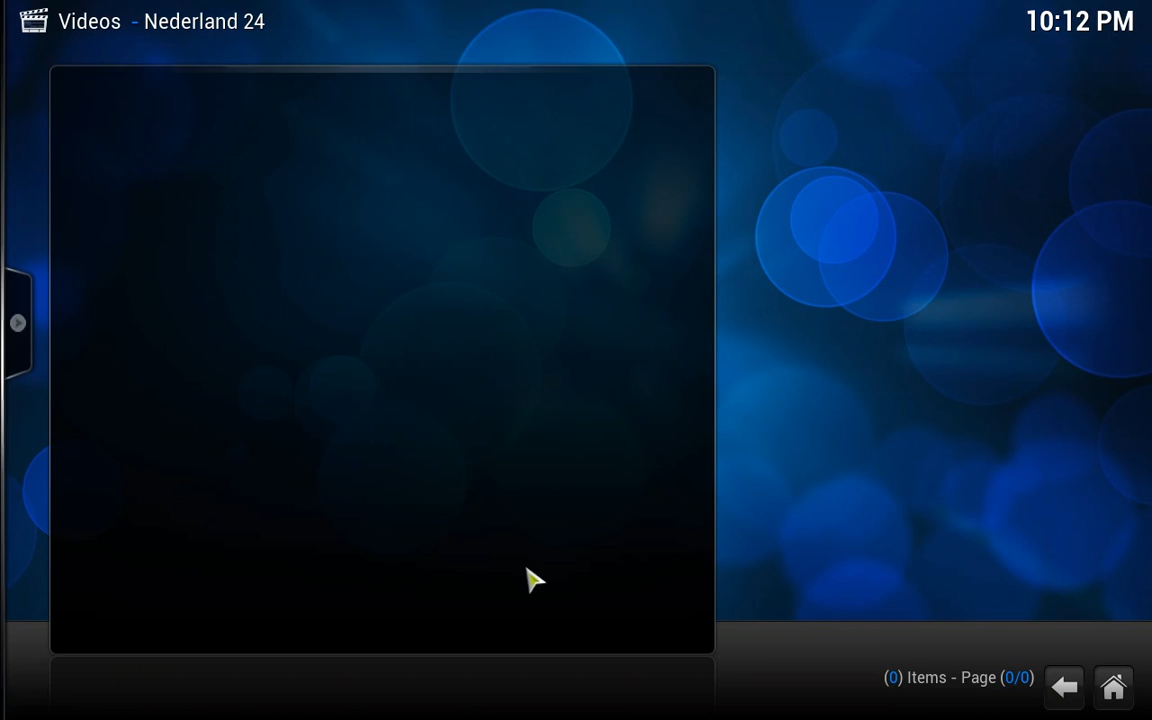 Videos - Nederland 24
10:12 PM
(0) Items - Page (0/0)